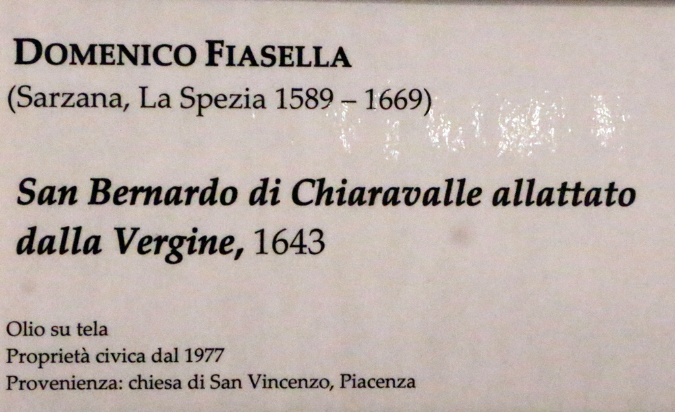 DOMENICO FIASELLA
(Sarzana, La Spezia 1589 – 1669)
San Bernardo di Chiaravalle allattato
dalla Vergine, 1643
Olio su tela
Proprietà civica dal 1977
Provenienza: chiesa di San Vincenzo, Piacenza